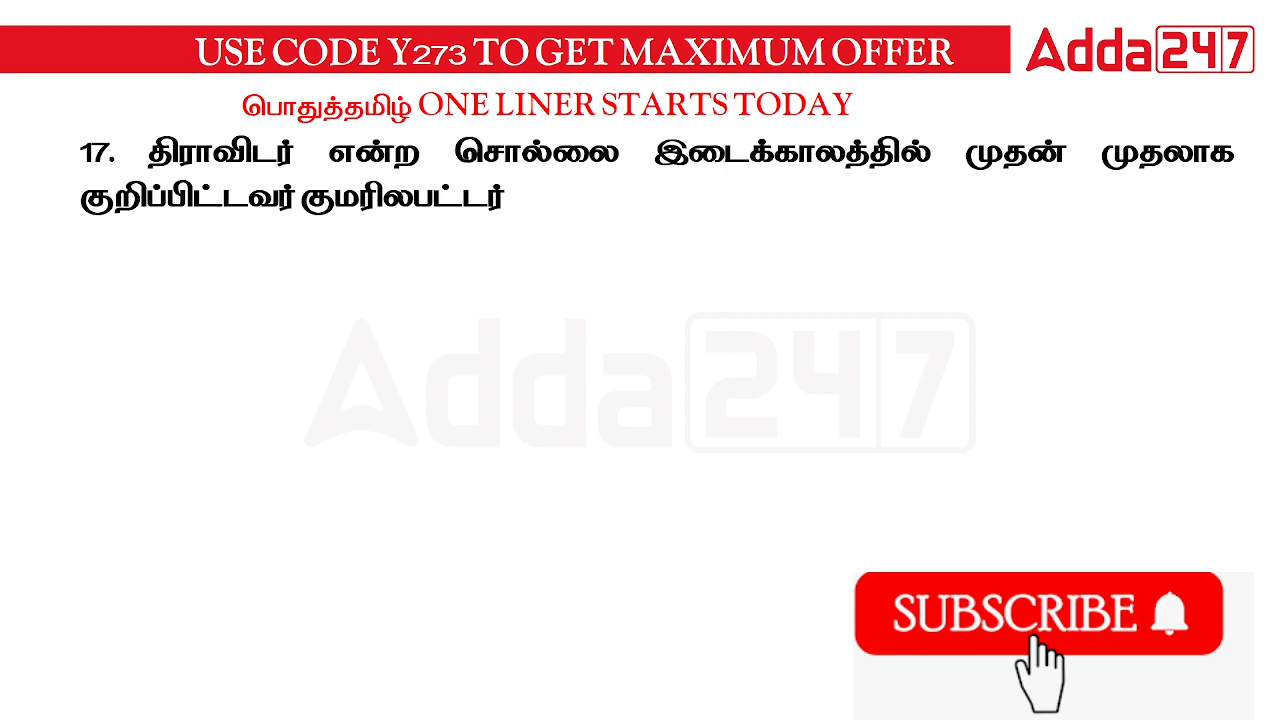 USE CODE Y273 TO GET MAXIMUM OFFER
Adda247
பொதுத்தமிழ் ONE LINER STARTS TODAY
17. திராவிடர் என்ற சொல்லை இடைக்காலத்தில் முதன் முதலாக
குறிப்பிட்டவர் குமரிலபட்டர்
Adda247
SUBSCRIBE